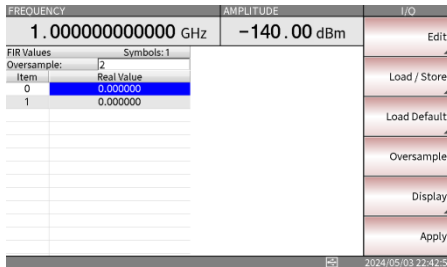 FREQUENCY AMPLITUDE I/Q
1.000000000000 GHz -140.00 dBm
Edit
FIR Values Symbols: 1
Oversample: 2
Item Real Value
Load / Store
0 0.000000
1 0.000000
Load Default
Oversample
Display
Apply
2024/05/03 22:42:5